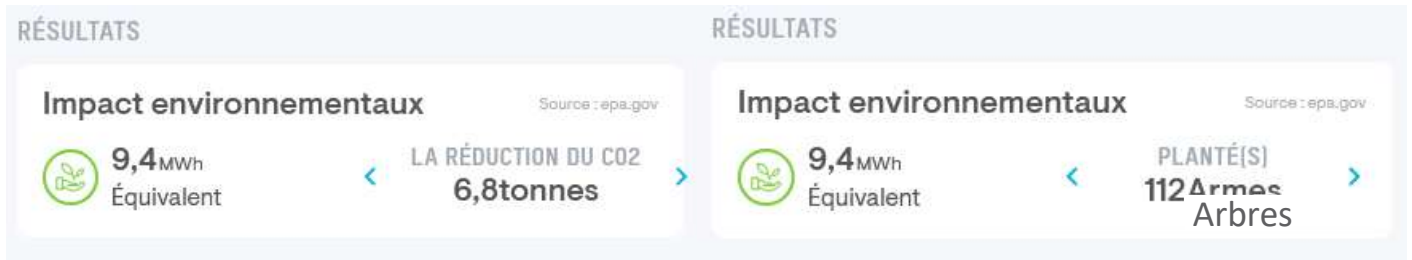 RÉSULTATS
Impact environnementaux
Source : epa.gov
9,4MWh
Équivalent
LA RÉDUCTION DU CO2
6,8tonnes
RÉSULTATS
Impact environnementaux
Source : epa.gov
9,4MWh
Équivalent
PLANTÉ(S)
112Armes
Arbres